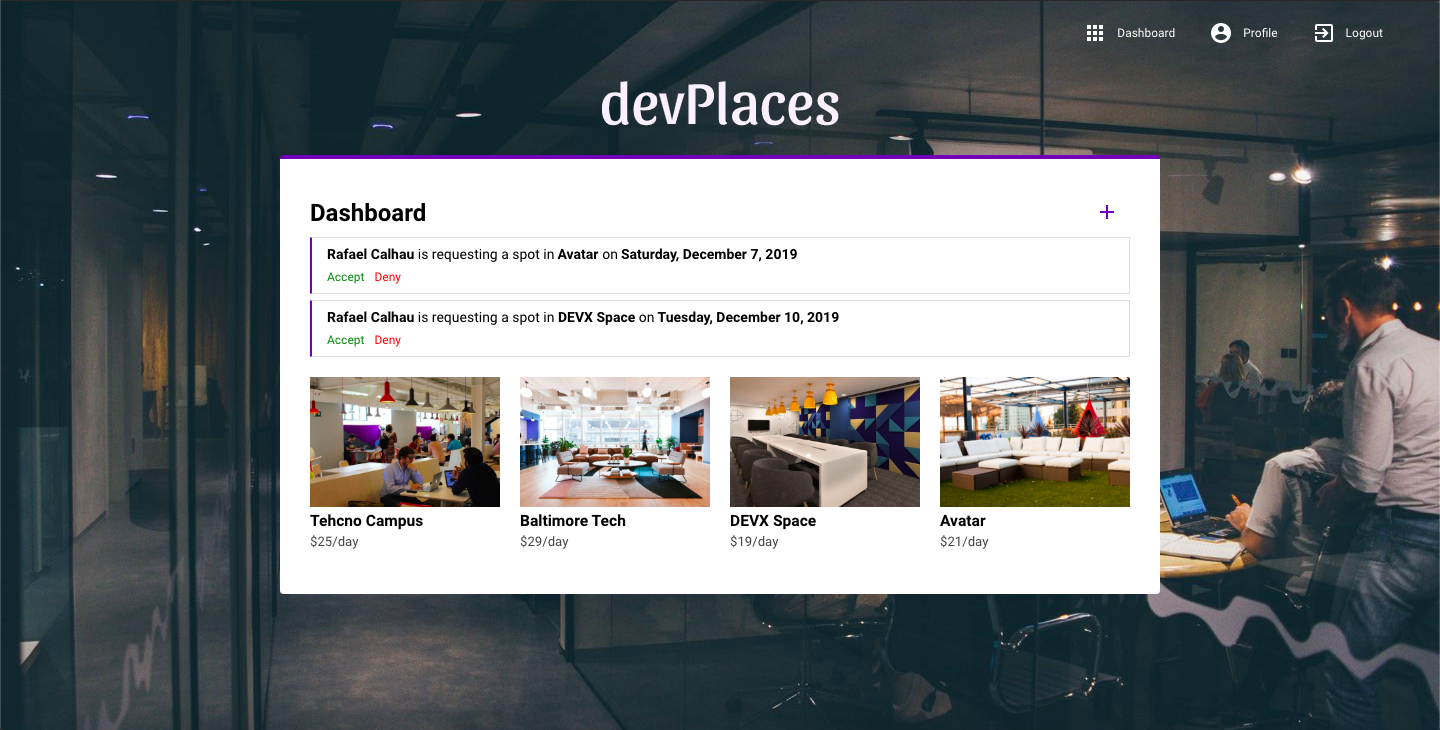 Dashboard
Profile
Logout
devPlaces
Dashboard
Rafael Calhau is requesting a spot in Avatar on Saturday, December 7, 2019
Accept Deny
Rafael Calhau is requesting a spot in DEVX Space on Tuesday, December 10, 2019
Accept Deny
Tehcno Campus
$25/day
Baltimore Tech
$29/day
DEVX Space
$19/day
Avatar
$21/day